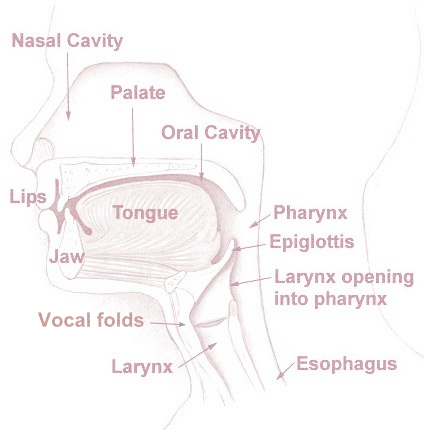 Nasal Cavity
Palate
Oral Cavity
Lips
Tongue
Pharynx
Epiglottis
Jaw
Larynx opening
into pharynx
Vocal folds
Larynx
Esophagus